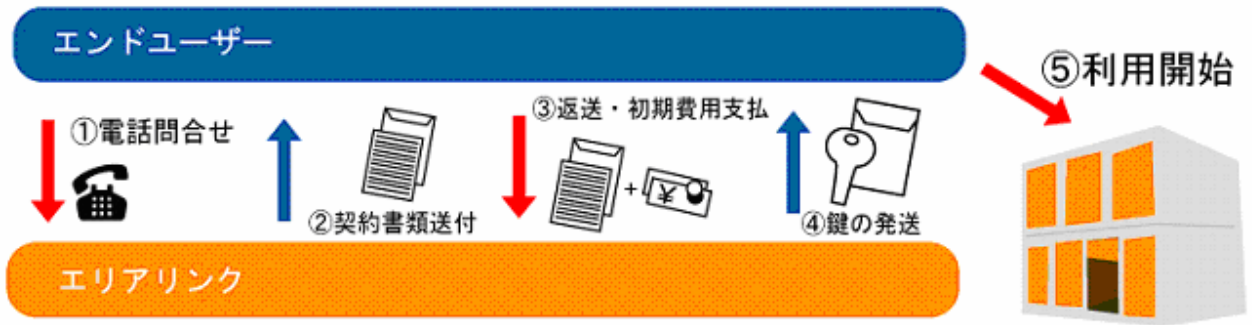 エンドユーザー
⑤利用開始
①電話問合せ
③返送・初期費用支払
+
¥
②契約書類送付
④鍵の発送
エリアリンク